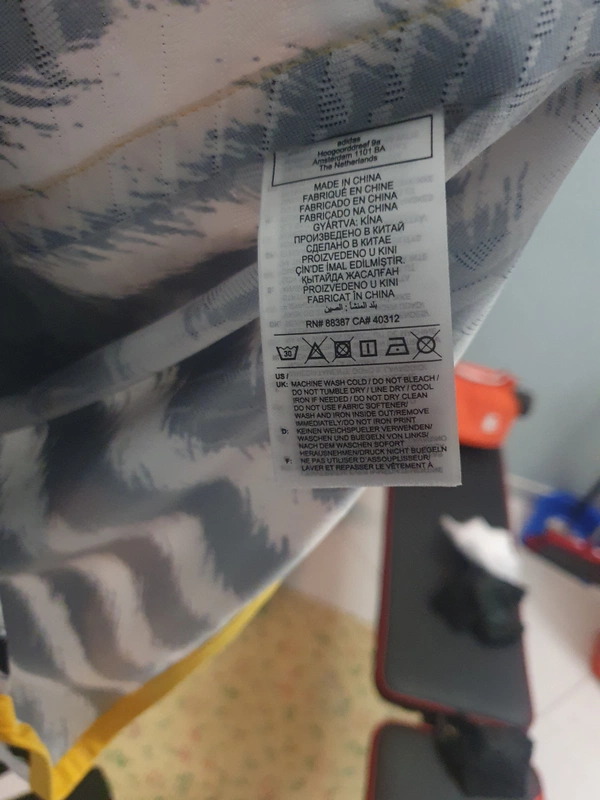 adidas
Hoogoorddreef 9a
Amsterdam 1101 BA
The Netherlands
MADE IN CHINA
FABRIQUÉ EN CHINE
FABRICADO EN CHINA
FABRICADO NA CHINA
GYÁRTVA: KÍNA
ПРОИЗВЕДЕНО В КИТАЙ
СДЕЛАНО В КИТАЕ
PROIZVEDENO U KINI
ÇİN'DE İMAL EDİLMİŞTİR.
ҚЫТАЙДА ЖАСАЛҒАН
PROIZVEDENO U KINI
FABRICAT ÎN CHINA
بلد المنشأ : الصين
RN# 88387 CA# 40312
30
US /
UK: MACHINE WASH COLD / DO NOT BLEACH /
DO NOT TUMBLE DRY / LINE DRY / COOL
IRON IF NEEDED / DO NOT DRY CLEAN
DO NOT USE FABRIC SOFTENER/
WASH AND IRON INSIDE OUT/REMOVE
IMMEDIATELY/DO NOT IRON PRINT
D: KEINEN WEICHSPUELER VERWENDEN/
WASCHEN UND BUEGELN VON LINKS/
NACH DEM WASCHEN SOFORT
HERAUSNEHMEN/DRUCK NICHT BUEGELN
F: NE PAS UTILISER D'ASSOUPLISSEUR/
LAVER ET REPASSER LE VÊTEMENT À